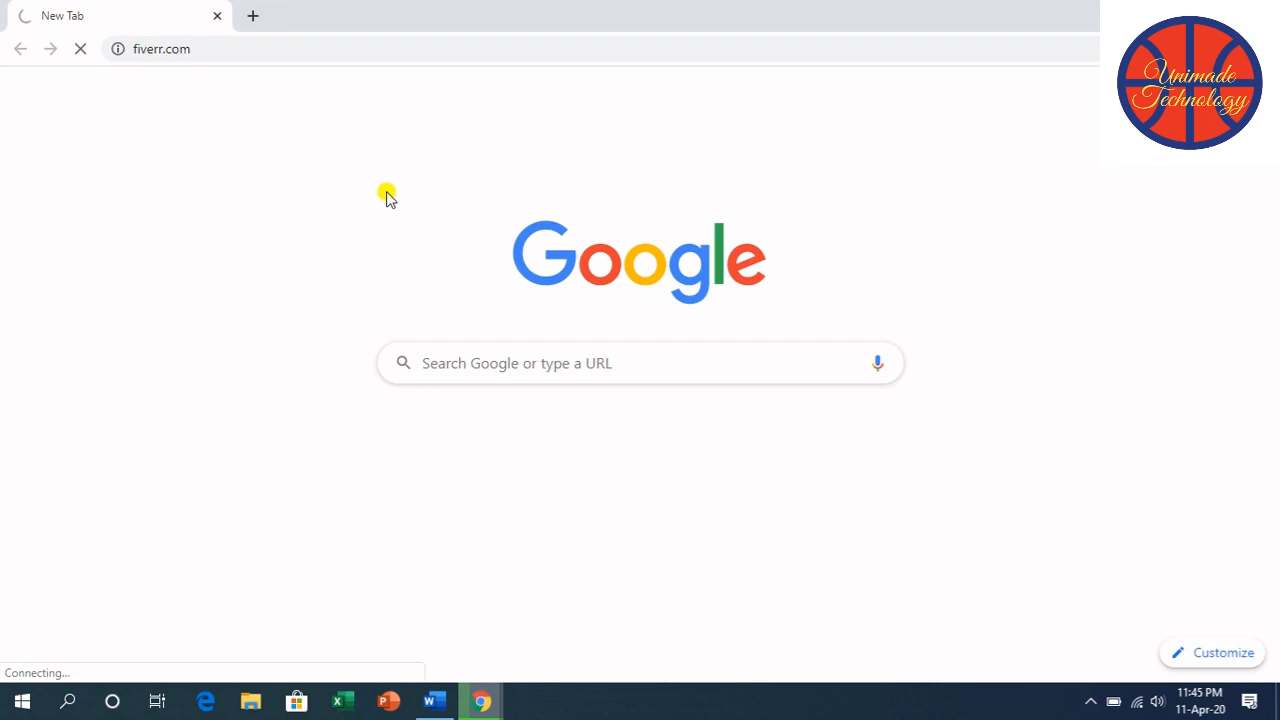 New Tab
fiverr.com
Unimade
Technology
Google
Search Google or type a URL
Customize
Connecting...
11:45 PM
11-Apr-20